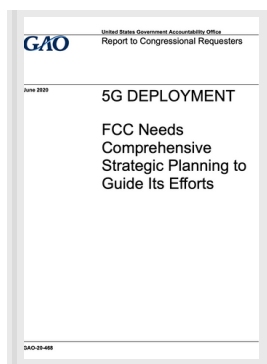 United States Government Accountability Office
GAO
Report to Congressional Requesters
June 2020
5G DEPLOYMENT
FCC Needs
Comprehensive
Strategic Planning to
Guide Its Efforts
GAO-20-468